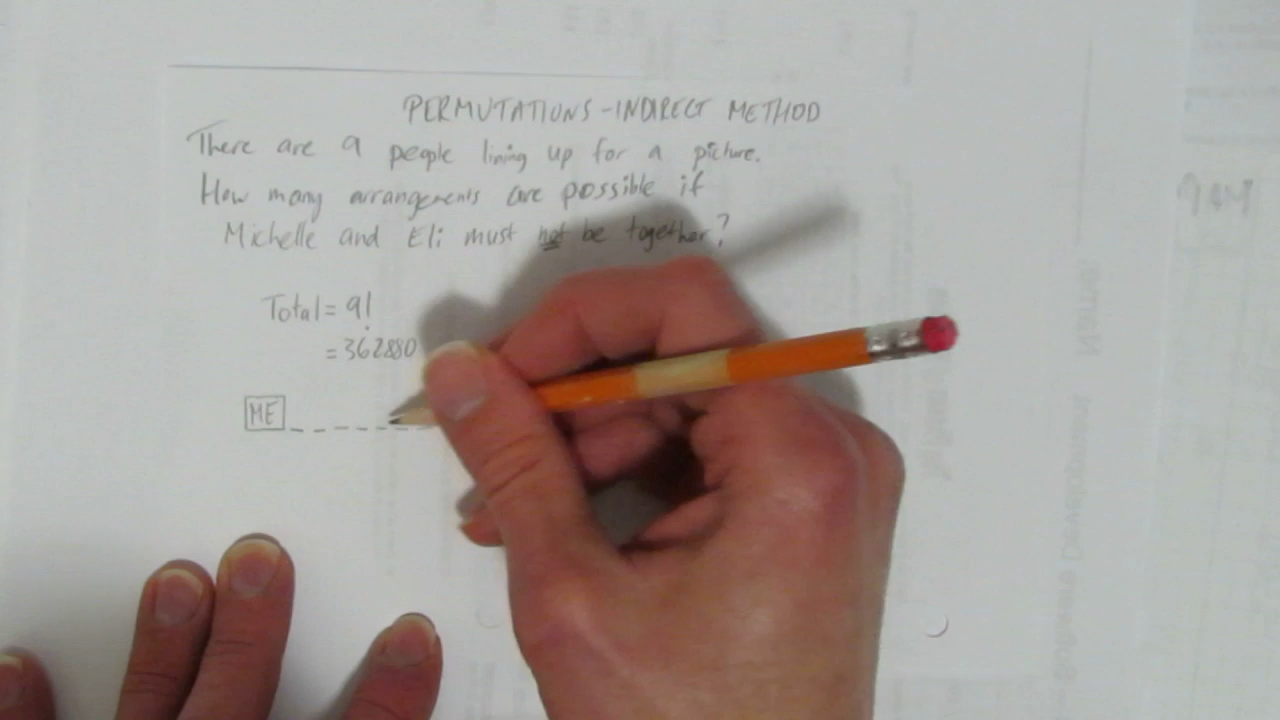 PERMUTATIONS - INDIRECT METHOD
There are 9 people lining up for a picture.
How many arrangements are possible if
Michelle and Eli must not be together?
Total = 9!
= 362880
ME